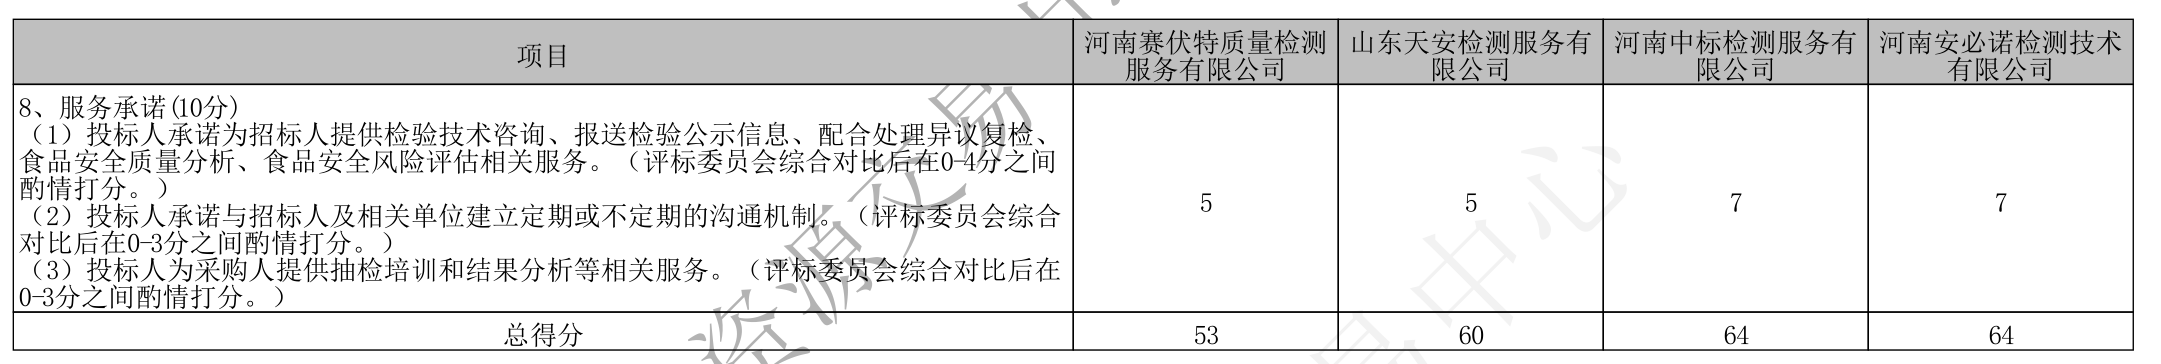 项目
河南赛伏特质量检测
服务有限公司
山东天安检测服务有
限公司
河南中标检测服务有
限公司
河南安必诺检测技术
有限公司
8、服务承诺(10分)
（1）投标人承诺为招标人提供检验技术咨询、报送检验公示信息、配合处理异议复检、
食品安全质量分析、食品安全风险评估相关服务。（评标委员会综合对比后在0-4分之间
酌情打分。）
（2）投标人承诺与招标人及相关单位建立定期或不定期的沟通机制。（评标委员会综合
对比后在0-3分之间酌情打分。）
（3）投标人为采购人提供抽检培训和结果分析等相关服务。（评标委员会综合对比后在
0-3分之间酌情打分。）
5
5
7
7
总得分
53
60
64
64
资源交易中
易中心